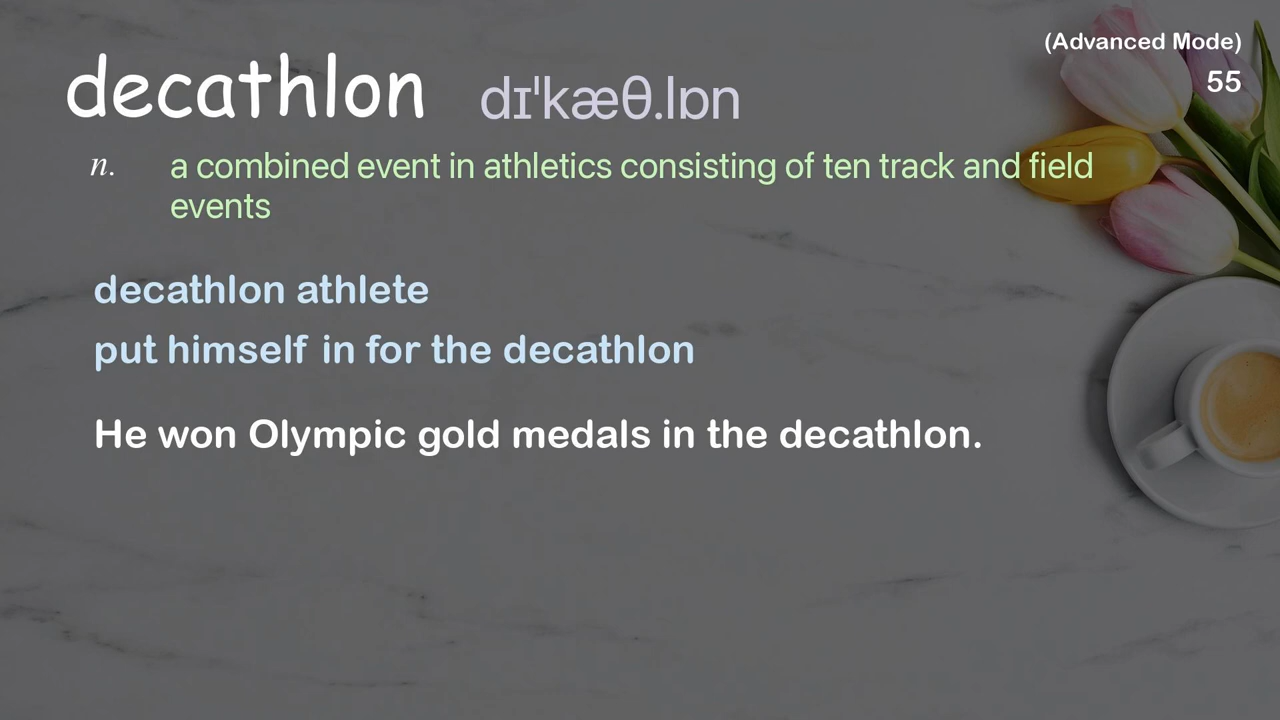 (Advanced Mode)
55
decathlon dɪˈkæθ.lɒn
n. a combined event in athletics consisting of ten track and field
events
decathlon athlete
put himself in for the decathlon
He won Olympic gold medals in the decathlon.